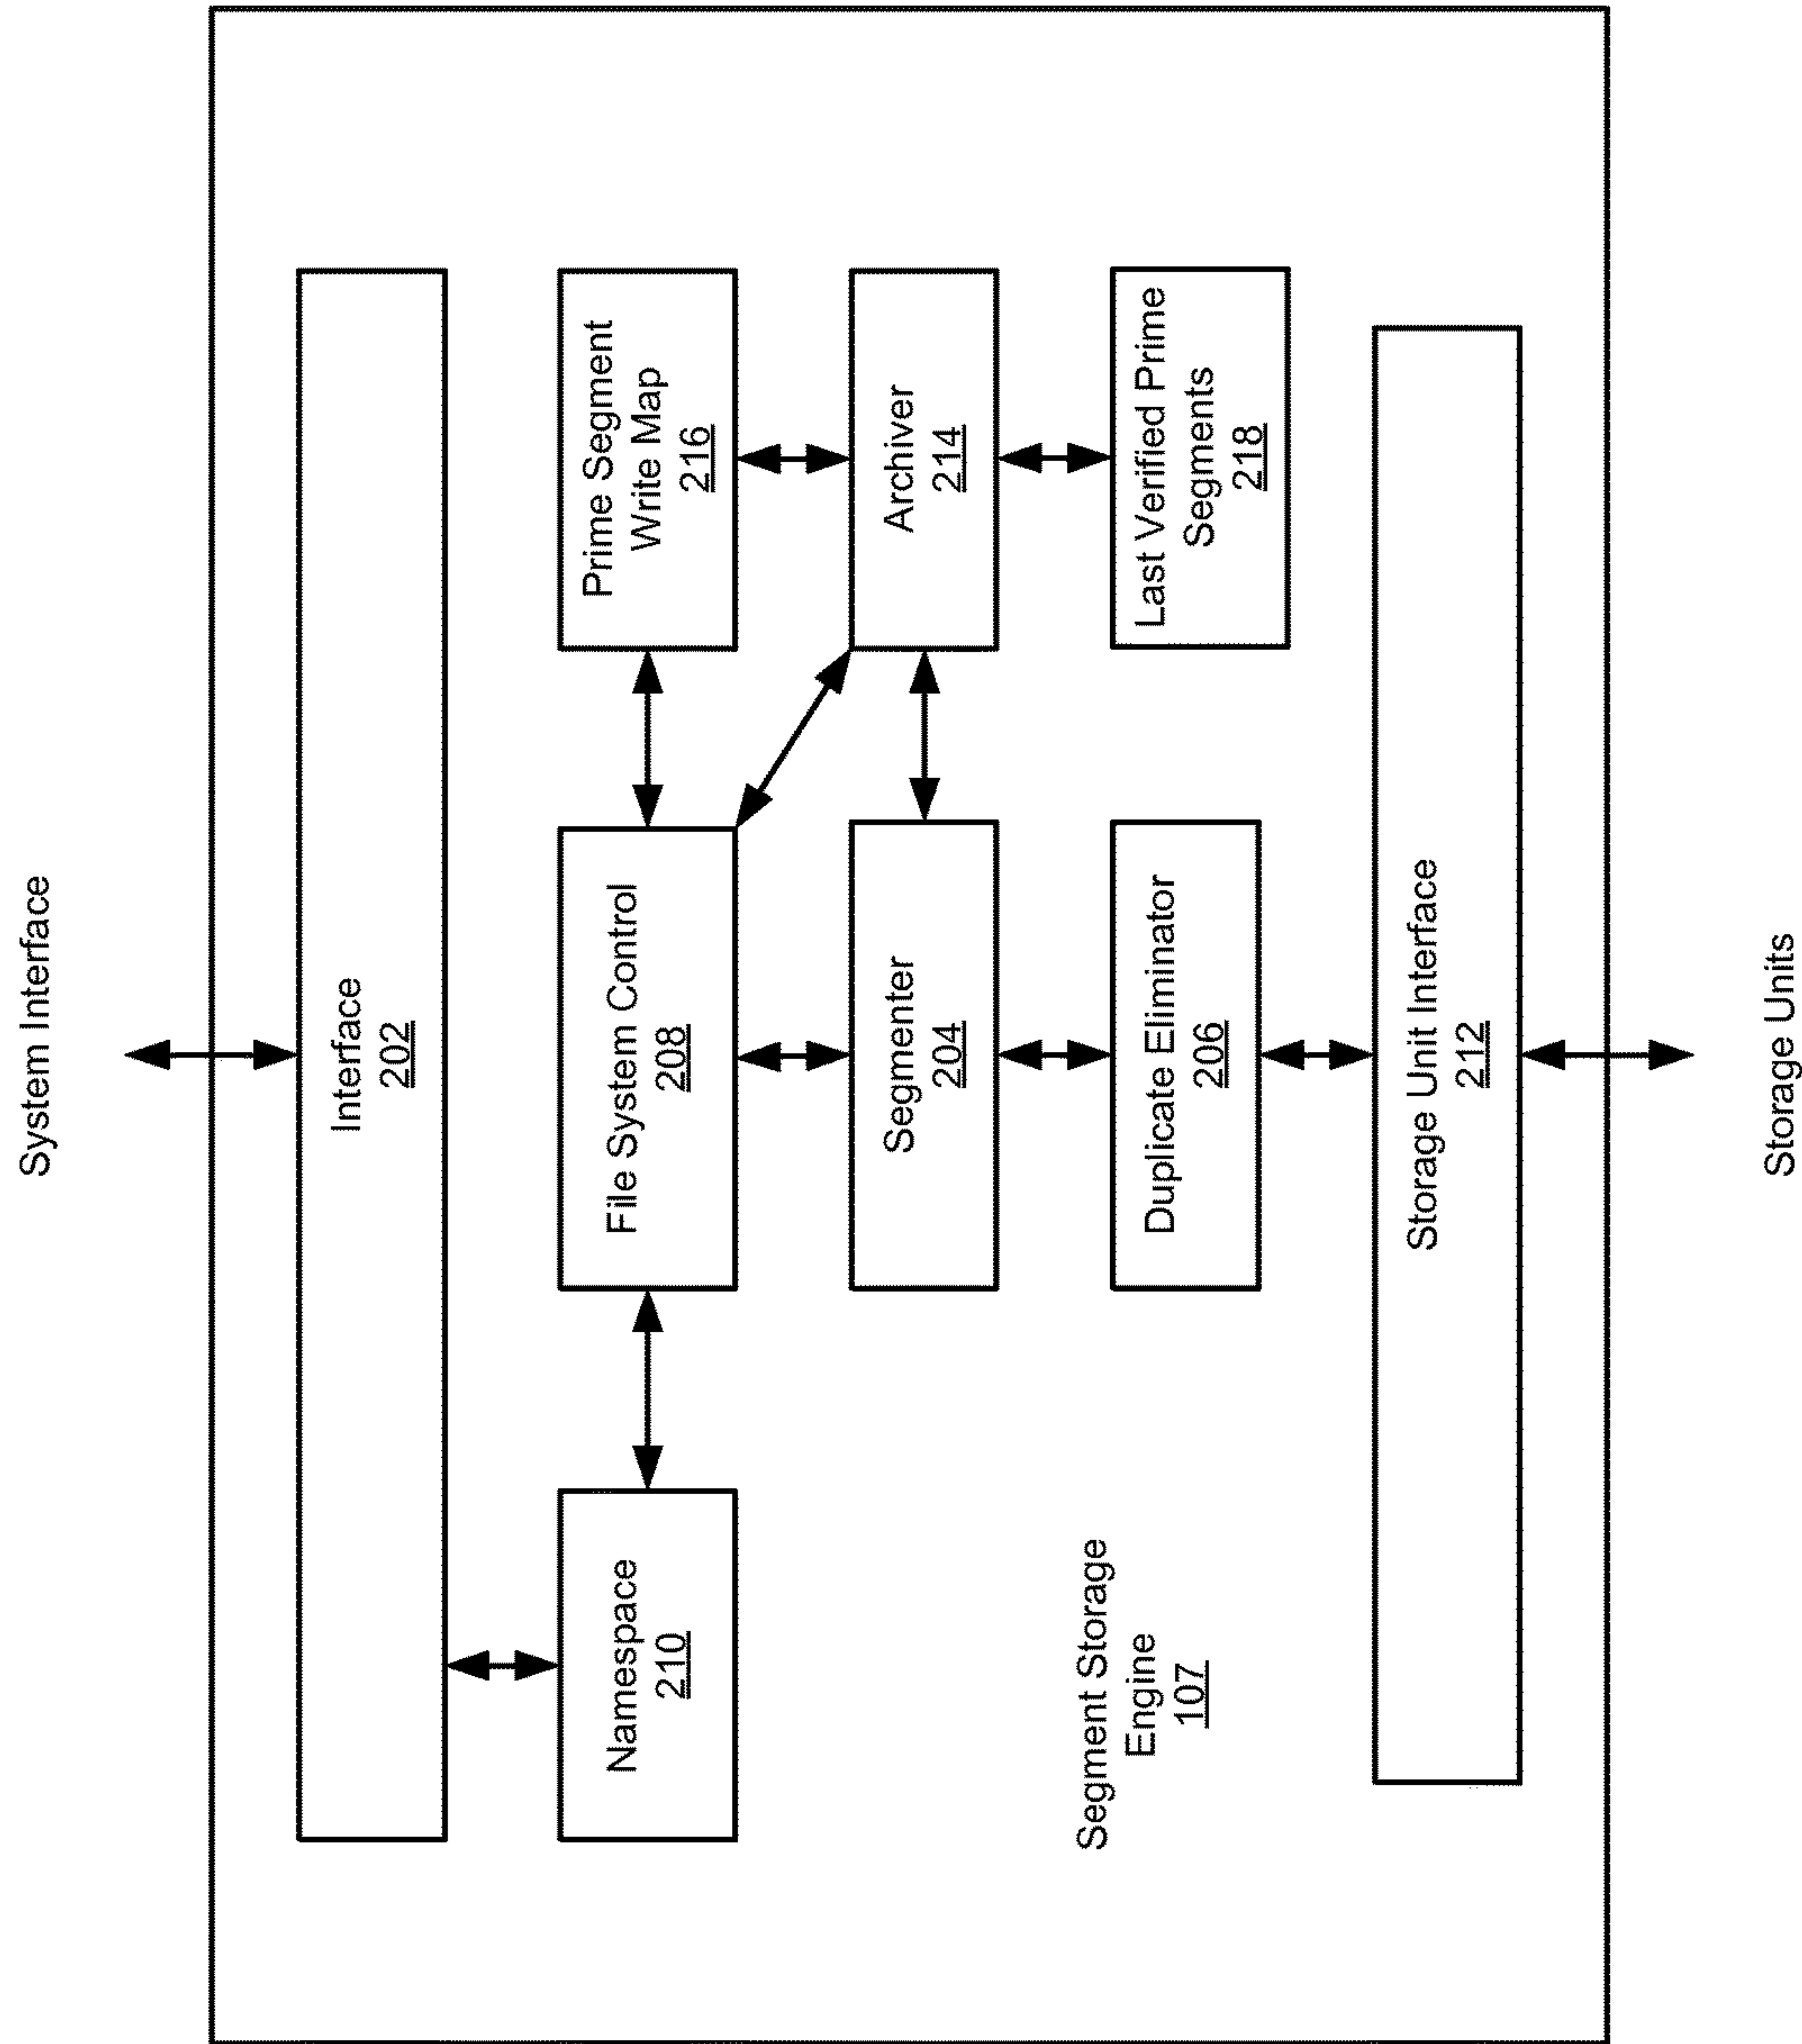 System Interface
Interface
202
Namespace
210
File System Control
208
Prime Segment
Write Map
216
Segmenter
204
Archiver
214
Segment Storage
Engine
107
Duplicate Eliminator
206
Last Verified Prime
Segments
218
Storage Unit Interface
212
Storage Units